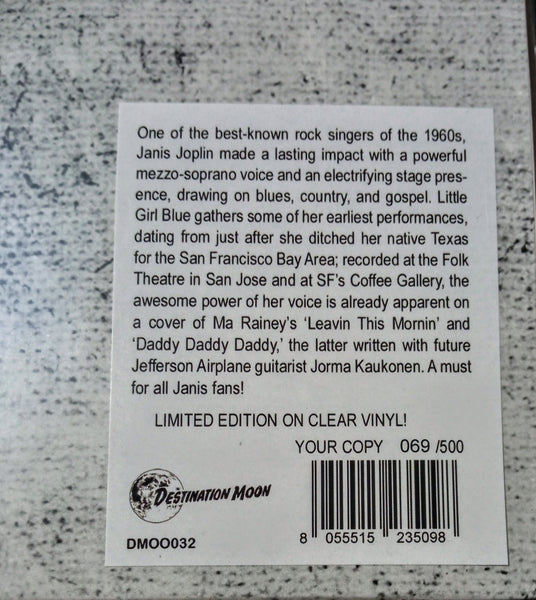 One of the best-known rock singers of the 1960s,
Janis Joplin made a lasting impact with a powerful
mezzo-soprano voice and an electrifying stage pres-
ence, drawing on blues, country, and gospel. Little
Girl Blue gathers some of her earliest performances,
dating from just after she ditched her native Texas
for the San Francisco Bay Area; recorded at the Folk
Theatre in San Jose and at SF's Coffee Gallery, the
awesome power of her voice is already apparent on
a cover of Ma Rainey's ‘Leavin This Mornin’ and
‘Daddy Daddy Daddy,’ the latter written with future
Jefferson Airplane guitarist Jorma Kaukonen. A must
for all Janis fans!
LIMITED EDITION ON CLEAR VINYL!
YOUR COPY 069 /500
DESTINATION MOON
DMOO032
8 055515 235098